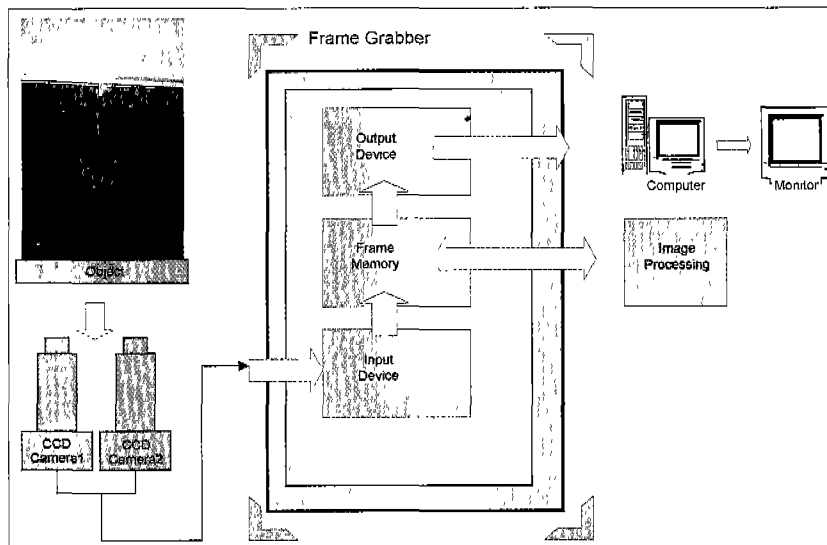 Frame Grabber
Object
CCD
Camera1
CCD
Camera2
Output
Device
Frame
Memory
Input
Device
Computer
Monitor
Image
Processing